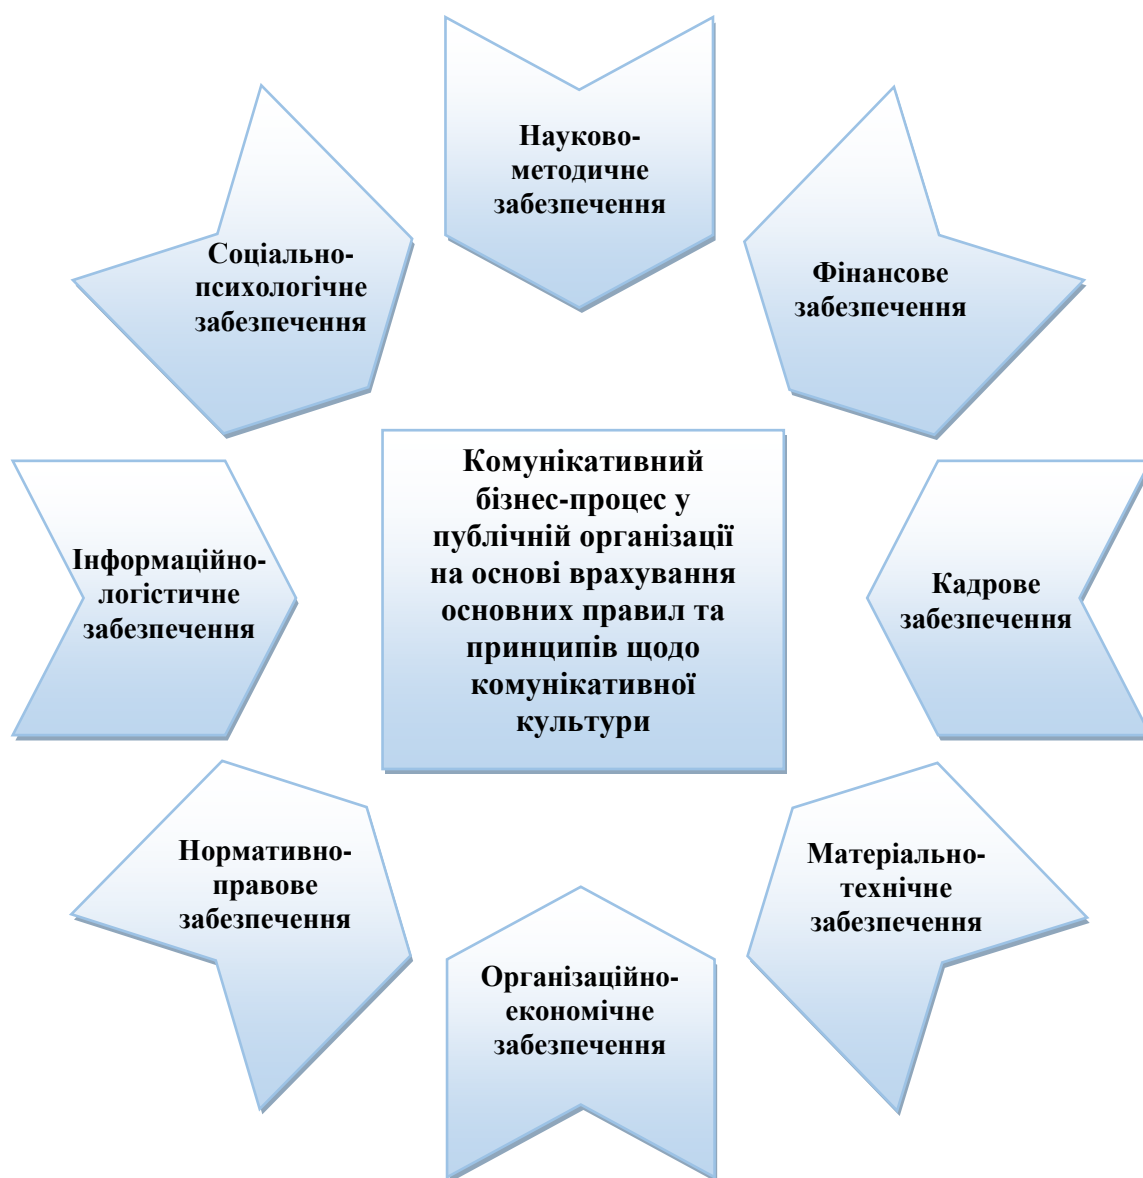 Науково-
методичне
забезпечення
Соціально-
психологічне
забезпечення
Фінансове
забезпечення
Комунікативний
бізнес-процес у
публічній організації
на основі врахування
основних правил та
принципів щодо
комунікативної
культури
Інформаційно-
логістичне
забезпечення
Кадрове
забезпечення
Нормативно-
правове
забезпечення
Матеріально-
технічне
забезпечення
Організаційно-
економічне
забезпечення